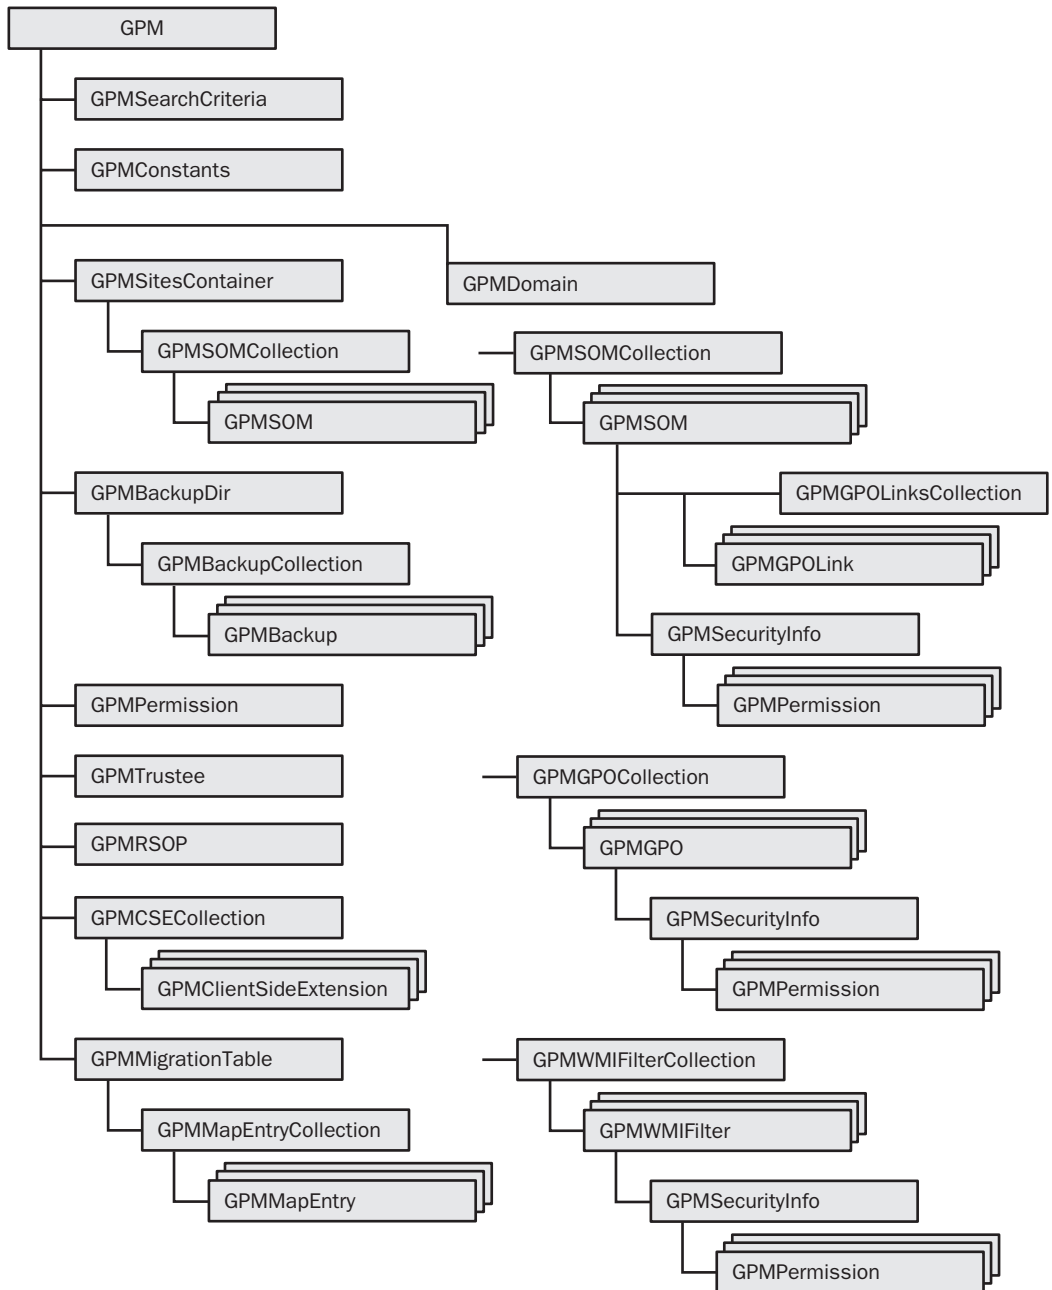 GPM
GPMSearchCriteria
GPMConstants
GPMSitesContainer
GPMSOMCollection
GPMSOM
GPMBackupDir
GPMBackupCollection
GPMBackup
GPMPermission
GPMTrustee
GPMRSOP
GPMCSECollection
GPMClientSideExtension
GPMMigrationTable
GPMMapEntryCollection
GPMMapEntry
GPMDomain
GPMSOMCollection
GPMSOM
GPMGPOLinksCollection
GPMGPOLink
GPMSecurityInfo
GPMPermission
GPMGPOCollection
GPMGPO
GPMSecurityInfo
GPMPermission
GPMWMIFilterCollection
GPMWMIFilter
GPMSecurityInfo
GPMPermission